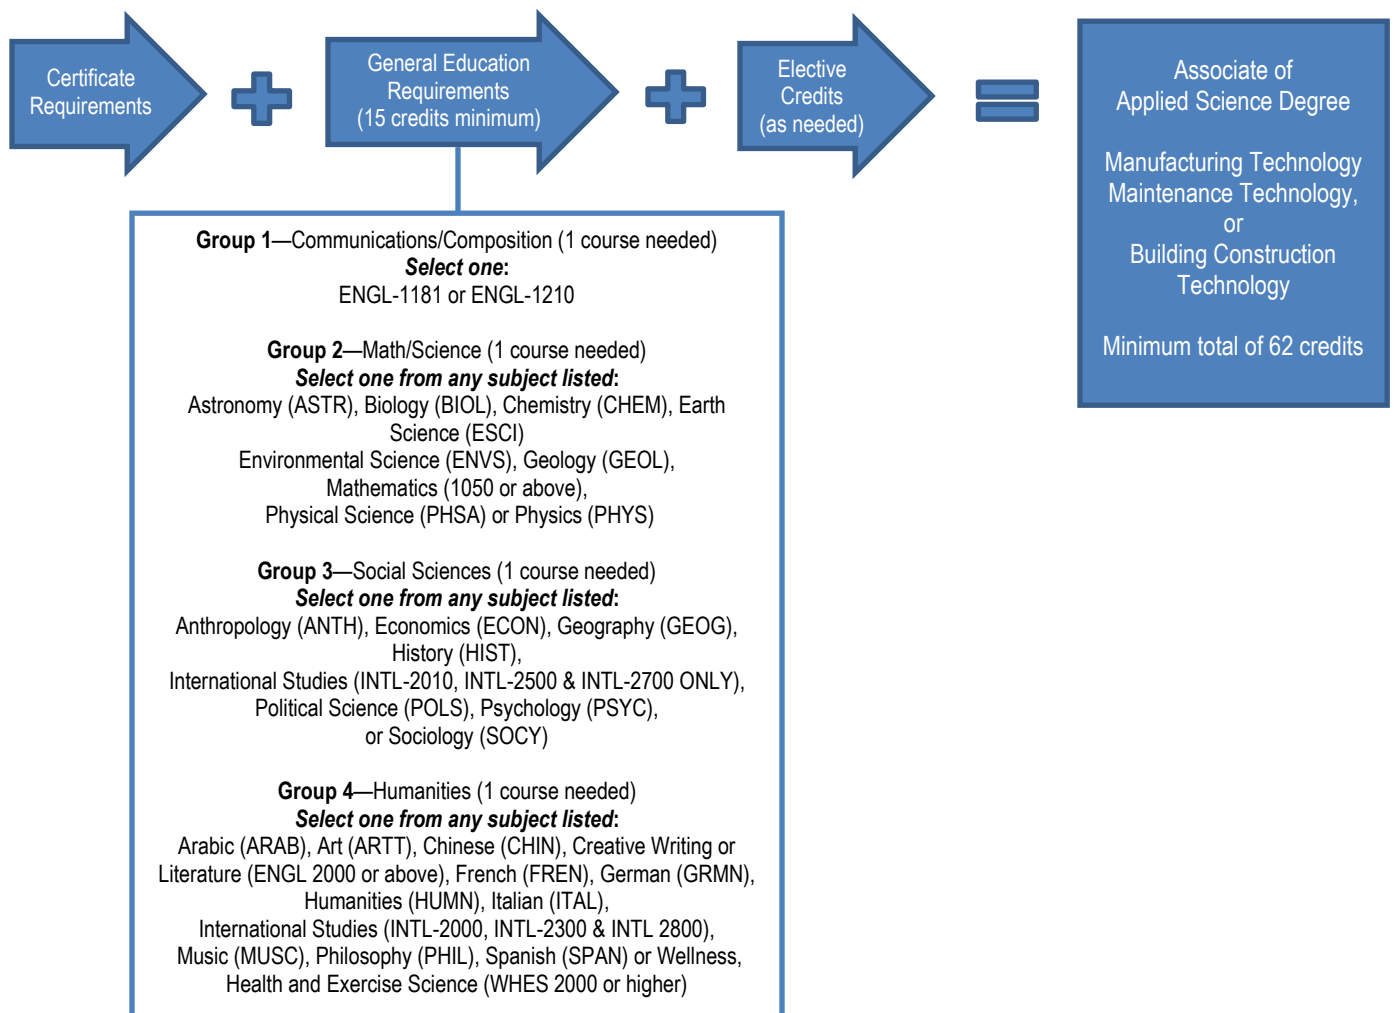 Certificate
Requirements
General Education
Requirements
(15 credits minimum)
Elective
Credits
(as needed)
Associate of
Applied Science Degree
Manufacturing Technology
Maintenance Technology,
or
Building Construction
Technology
Minimum total of 62 credits
Group 1—Communications/Composition (1 course needed)
Select one:
ENGL-1181 or ENGL-1210
Group 2—Math/Science (1 course needed)
Select one from any subject listed:
Astronomy (ASTR), Biology (BIOL), Chemistry (CHEM), Earth
Science (ESCI)
Environmental Science (ENVS), Geology (GEOL),
Mathematics (1050 or above),
Physical Science (PHSA) or Physics (PHYS)
Group 3—Social Sciences (1 course needed)
Select one from any subject listed:
Anthropology (ANTH), Economics (ECON), Geography (GEOG),
History (HIST),
International Studies (INTL-2010, INTL-2500 & INTL-2700 ONLY),
Political Science (POLS), Psychology (PSYC),
or Sociology (SOCY)
Group 4—Humanities (1 course needed)
Select one from any subject listed:
Arabic (ARAB), Art (ARTT), Chinese (CHIN), Creative Writing or
Literature (ENGL 2000 or above), French (FREN), German (GRMN),
Humanities (HUMN), Italian (ITAL),
International Studies (INTL-2000, INTL-2300 & INTL 2800),
Music (MUSC), Philosophy (PHIL), Spanish (SPAN) or Wellness,
Health and Exercise Science (WHES 2000 or higher)